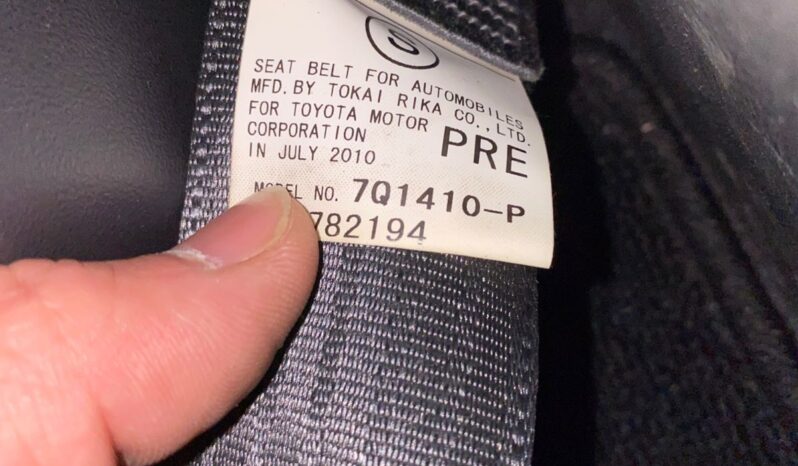 S
SEAT BELT FOR AUTOMOBILES
MFD. BY TOKAI RIKA CO., LTD.
FOR TOYOTA MOTOR
CORPORATION PRE
IN JULY 2010
MODEL NO. 7Q1410-P
782194